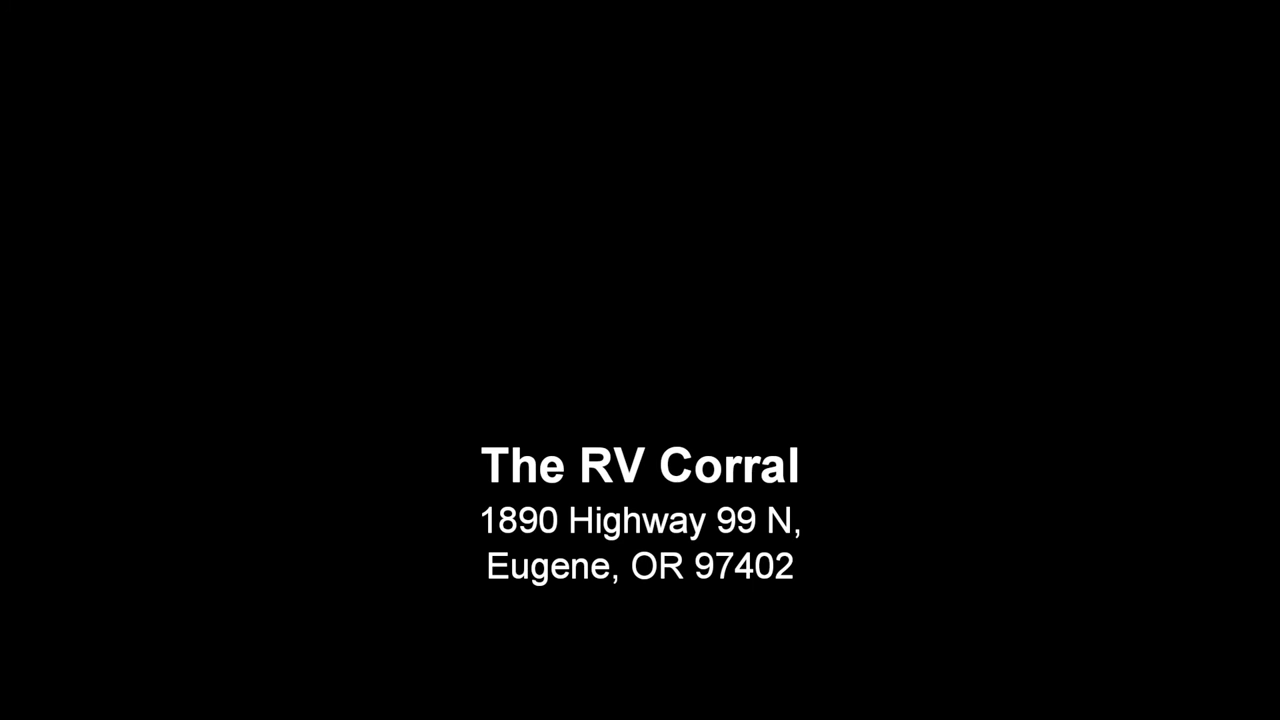 The RV Corral
1890 Highway 99 N,
Eugene, OR 97402